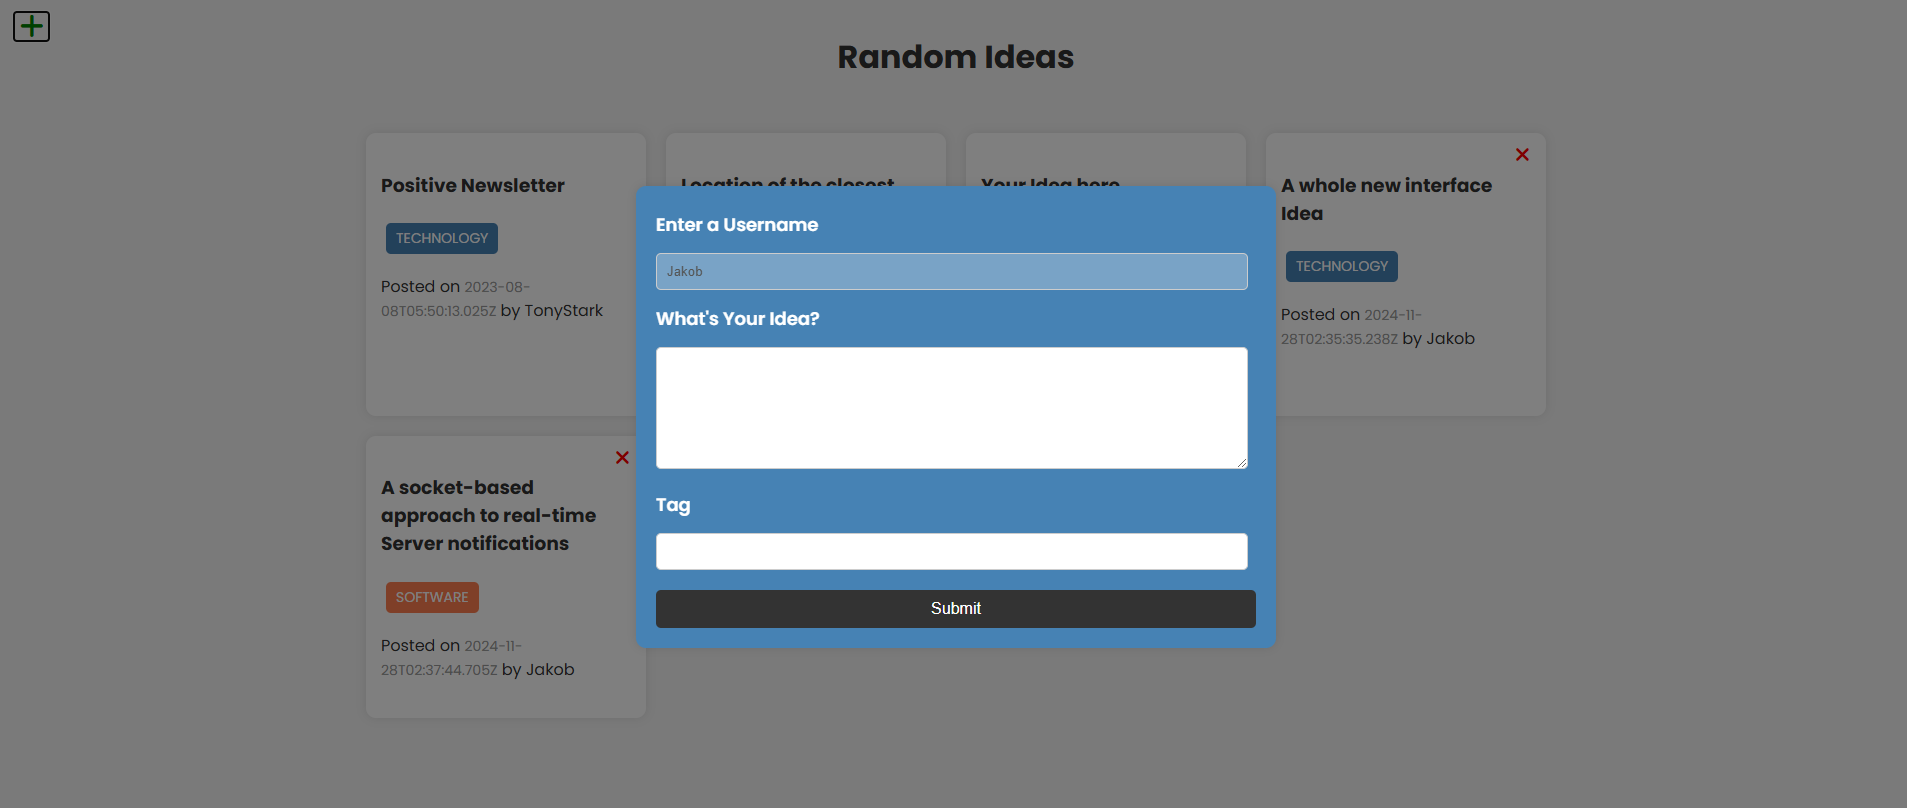 Random Ideas
Positive Newsletter
TECHNOLOGY
Posted on 2023-08-
08T05:50:13.025Z by TonyStark
Location of the closest
Your Idea here
A whole new interface
Idea
TECHNOLOGY
Posted on 2024-11-
28T02:35:35.238Z by Jakob
A socket-based
approach to real-time
Server notifications
SOFTWARE
Posted on 2024-11-
28T02:37:44.705Z by Jakob
Enter a Username
Jakob
What's Your Idea?
Tag
Submit